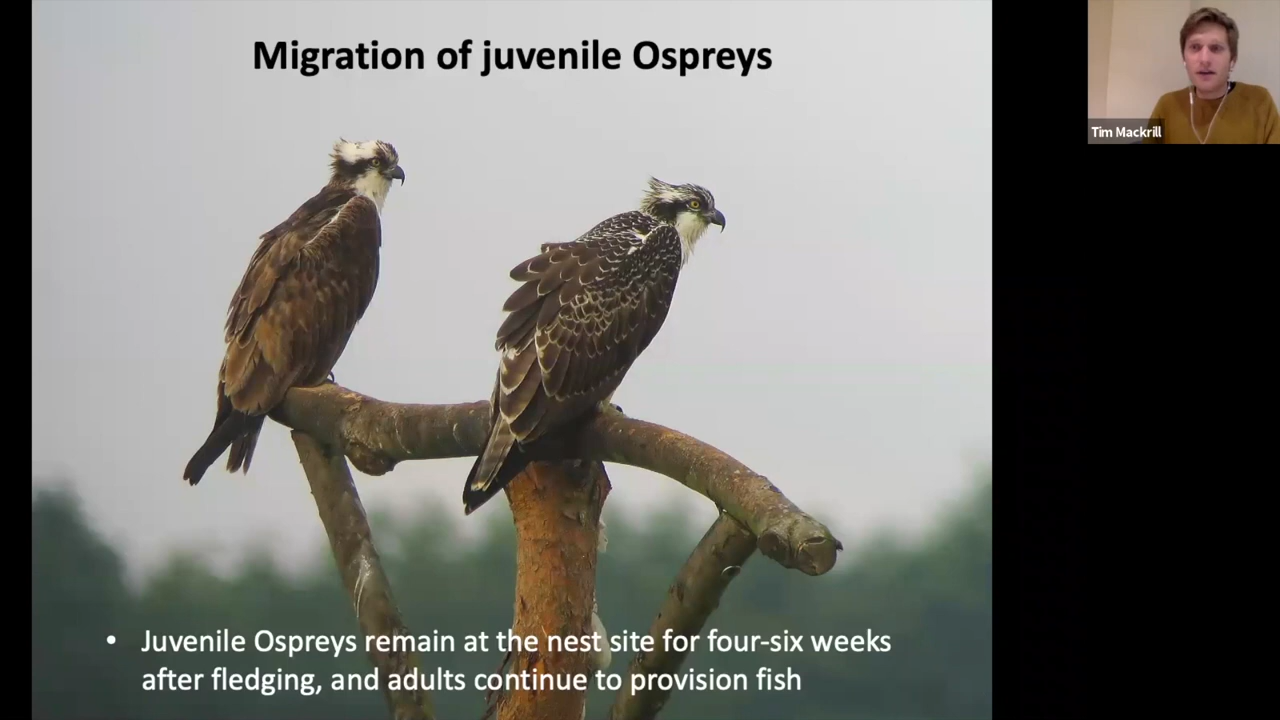 Migration of juvenile Ospreys
Tim Mackrill
• Juvenile Ospreys remain at the nest site for four-six weeks
after fledging, and adults continue to provision fish